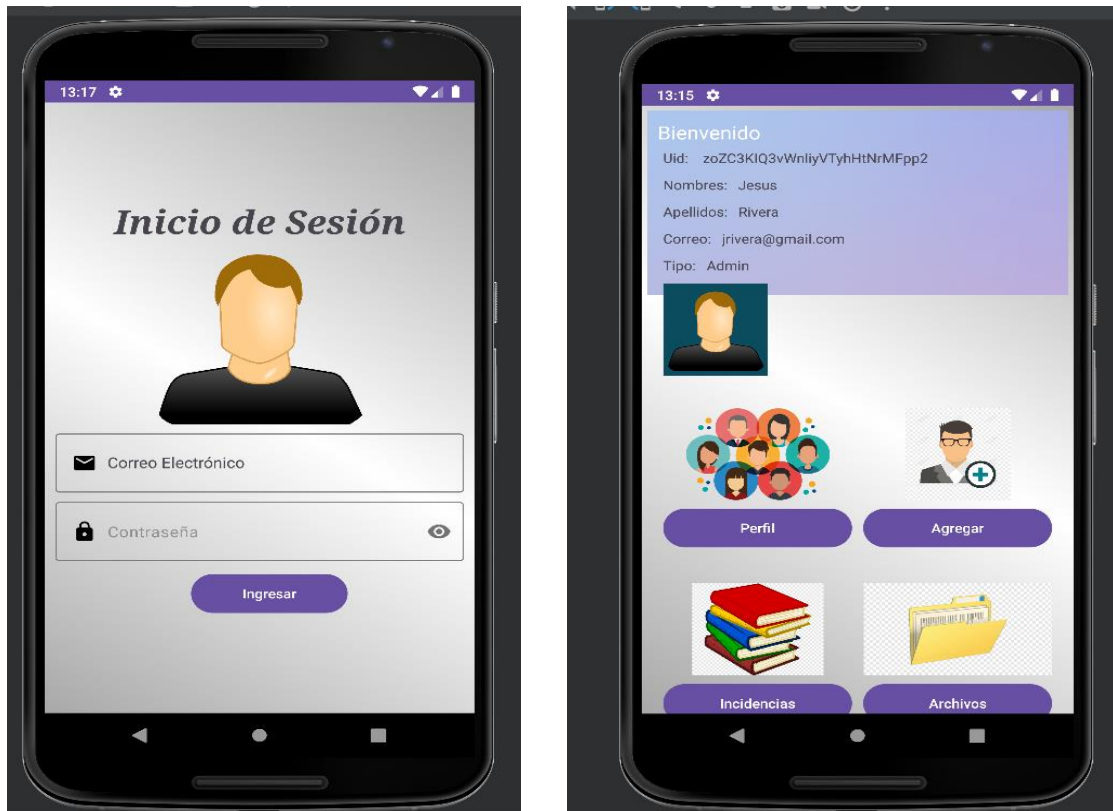 13:17
Inicio de Sesión
Correo Electrónico
Contraseña
Ingresar
13:15
Bienvenido
Uid: zoZC3KIQ3vWnliyVTyhHtNrMFpp2
Nombres: Jesus
Apellidos: Rivera
Correo: jrivera@gmail.com
Tipo: Admin
Perfil
Agregar
Incidencias
Archivos